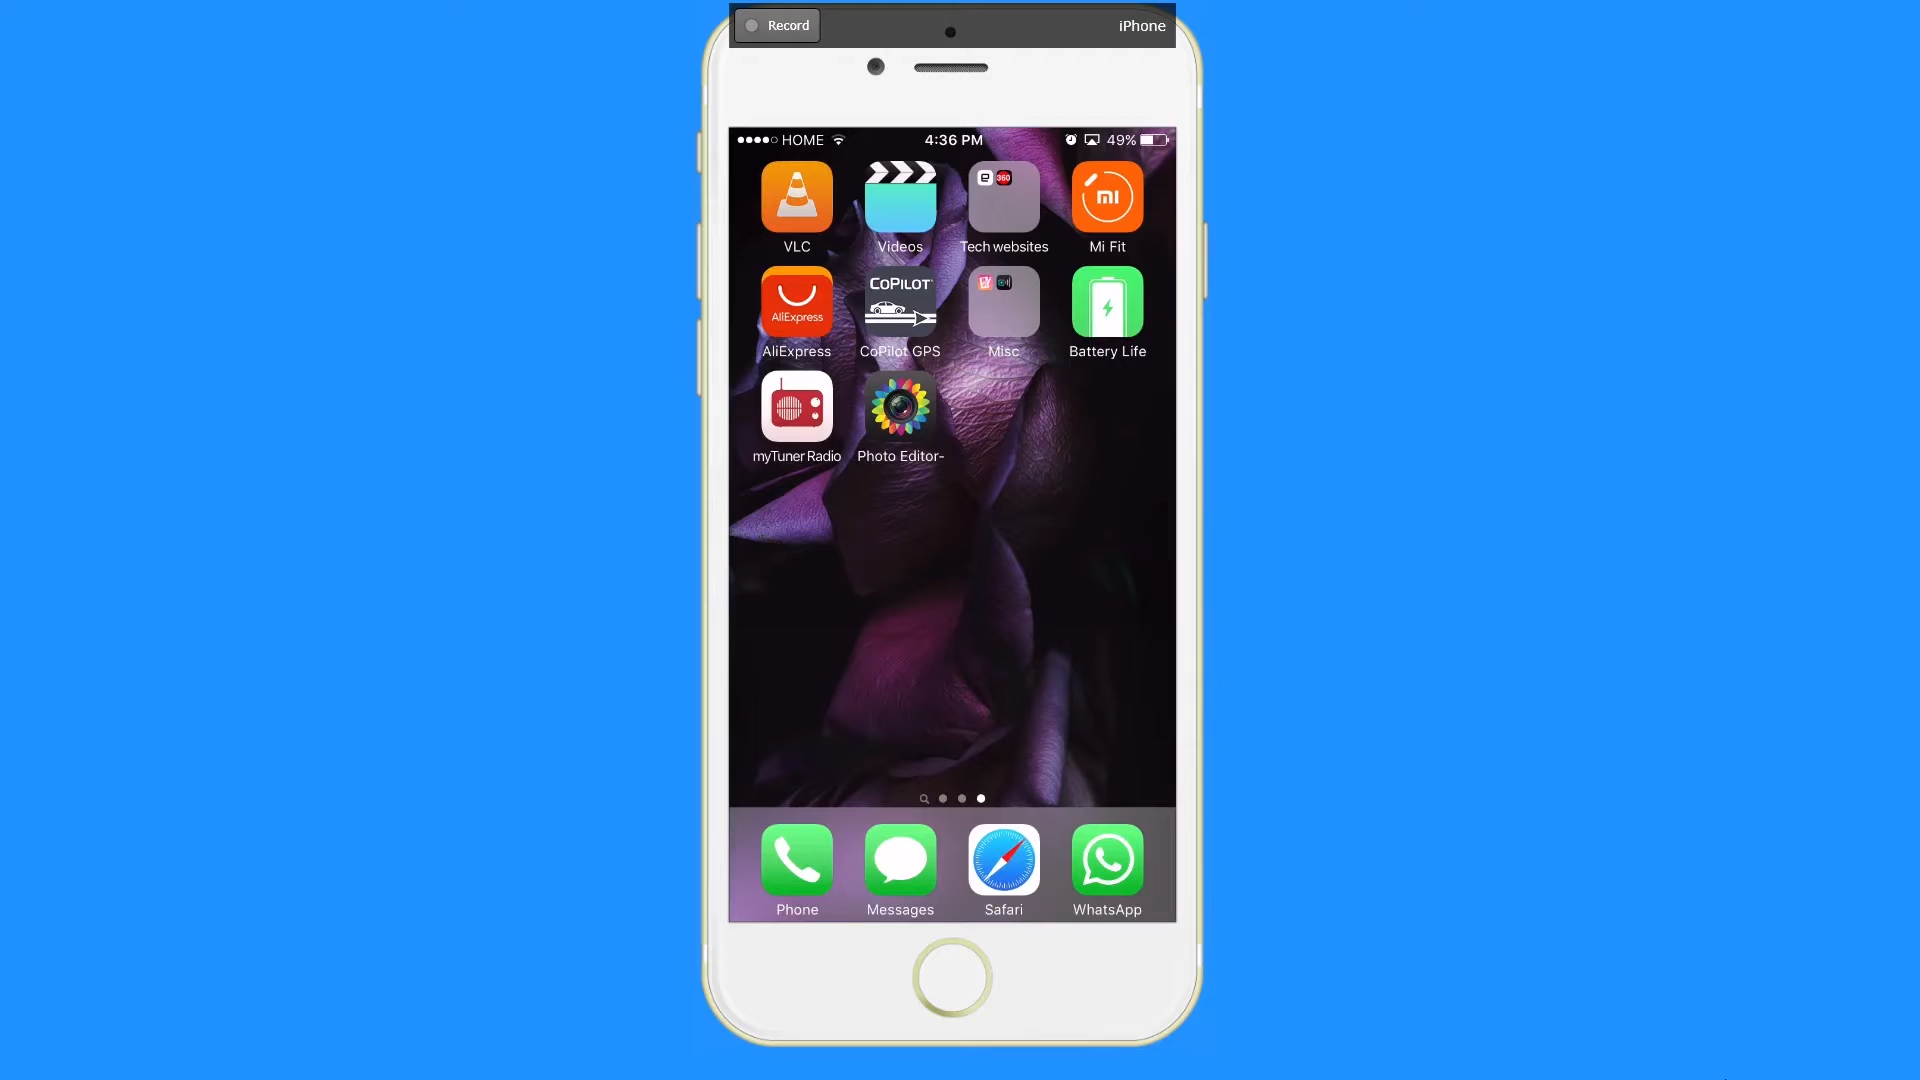 Record
iPhone
HOME 4:36 PM 49%
mi
VLC Videos Tech websites Mi Fit
AliExpress COPILOT
AliExpress CoPilot GPS Misc Battery Life
myTuner Radio Photo Editor-
Phone Messages Safari WhatsApp